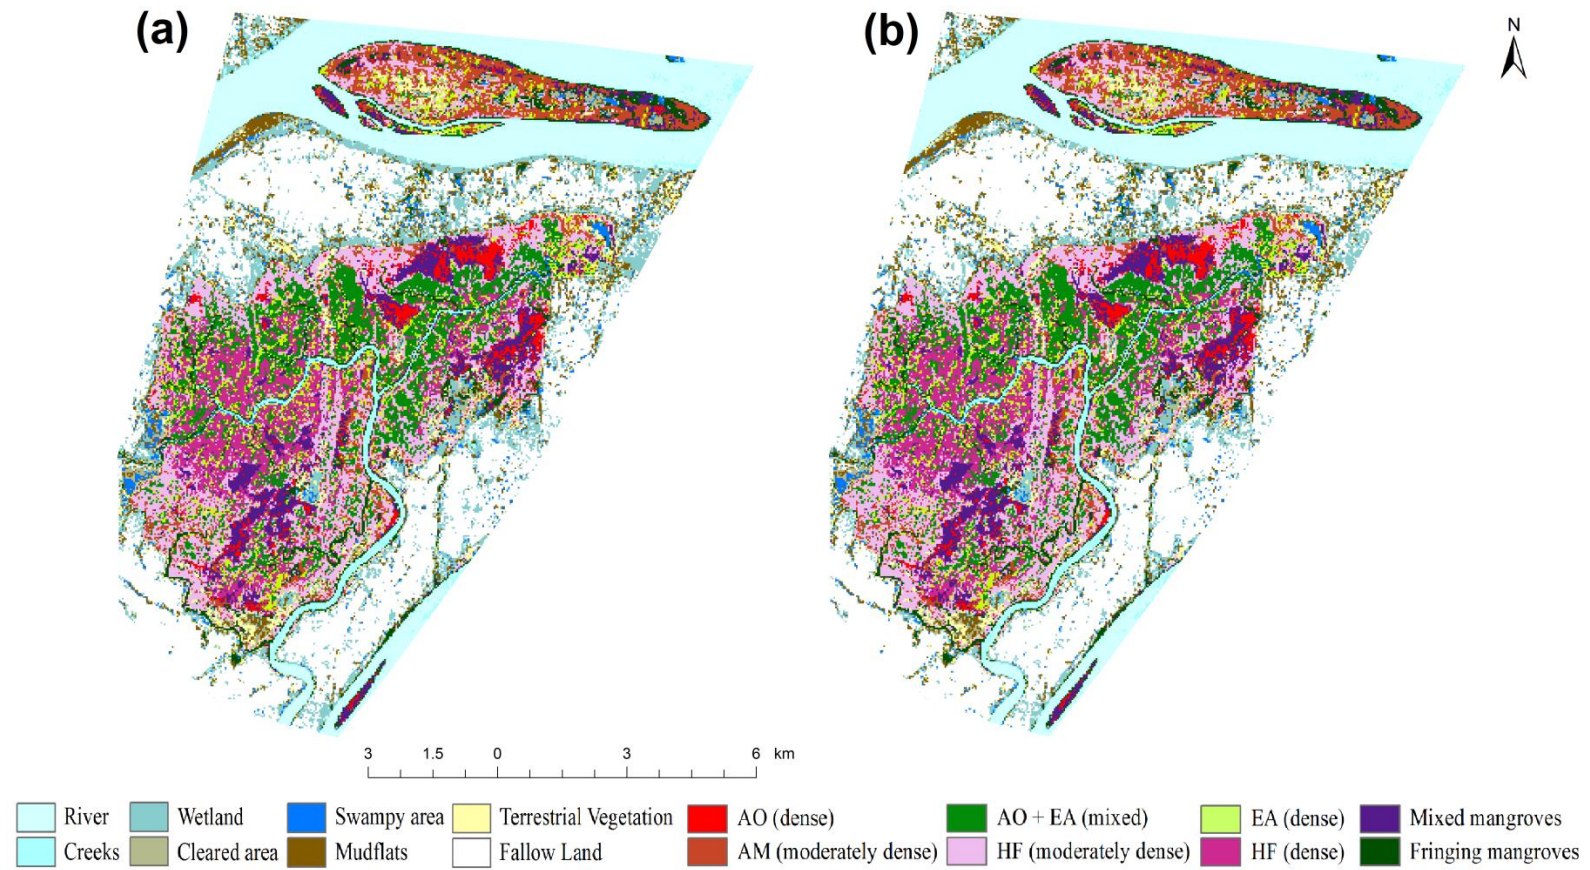 (a) (b) N
3 1.5 0 3 6 km
River Wetland Swampy area Terrestrial Vegetation AO (dense) AO + EA (mixed) EA (dense) Mixed mangroves
Creeks Cleared area Mudflats Fallow Land AM (moderately dense) HF (moderately dense) HF (dense) Fringing mangroves